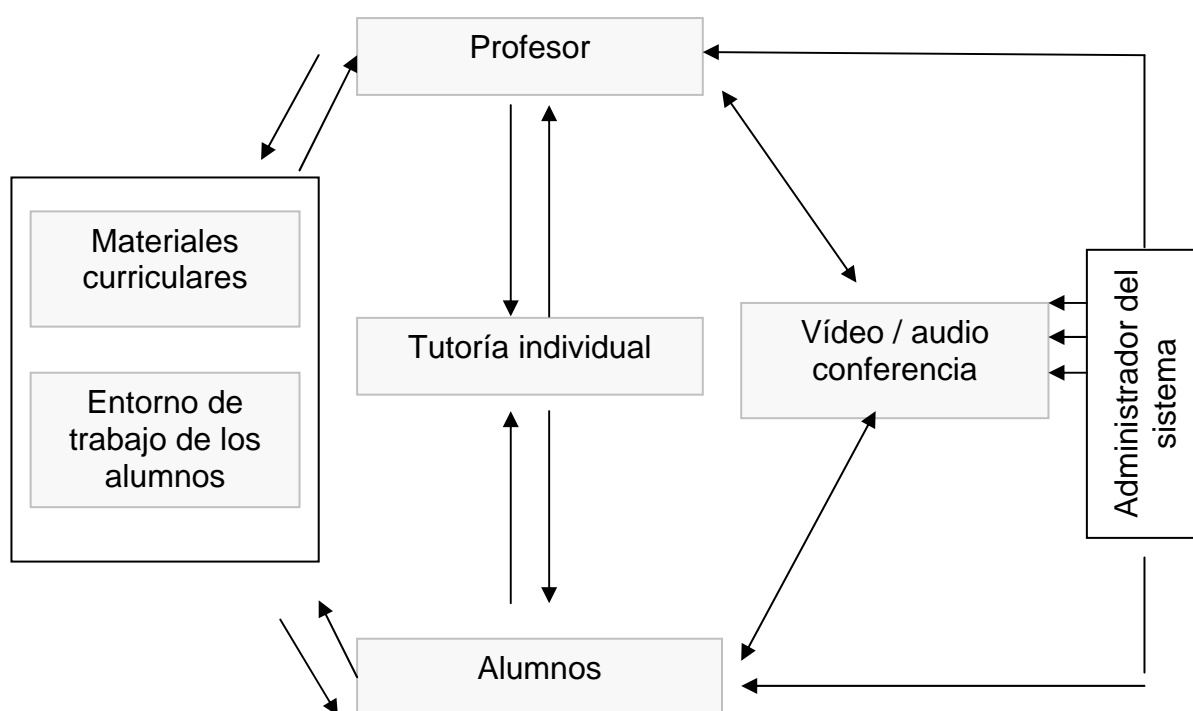 Profesor
Materiales
curriculares
Entorno de
trabajo de los
alumnos
Tutoría individual
Vídeo / audio
conferencia
Administrador del
sistema
Alumnos